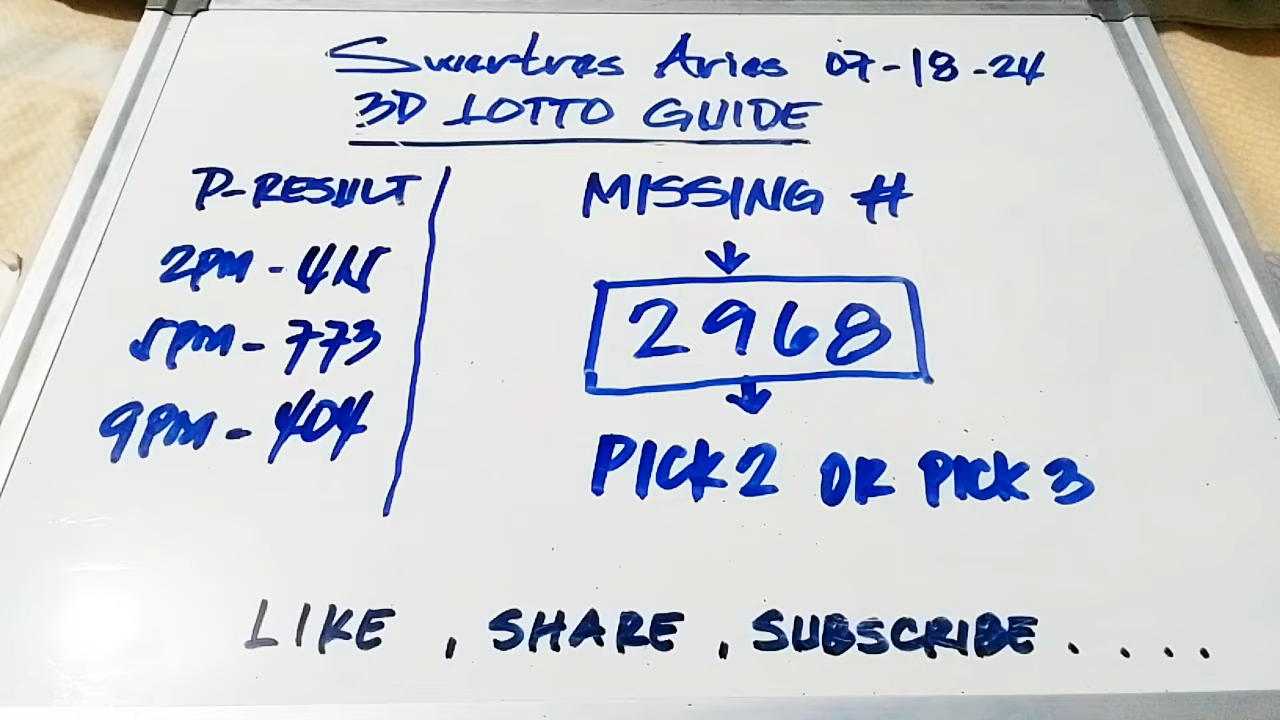 Swertres Aries 07-18-24
3D LOTTO GUIDE
P-RESULT
2PM - 415
5PM - 773
9PM - 404
MISSING #
2968
PICK 2 OR PICK 3
LIKE , SHARE , SUBSCRIBE . . . .